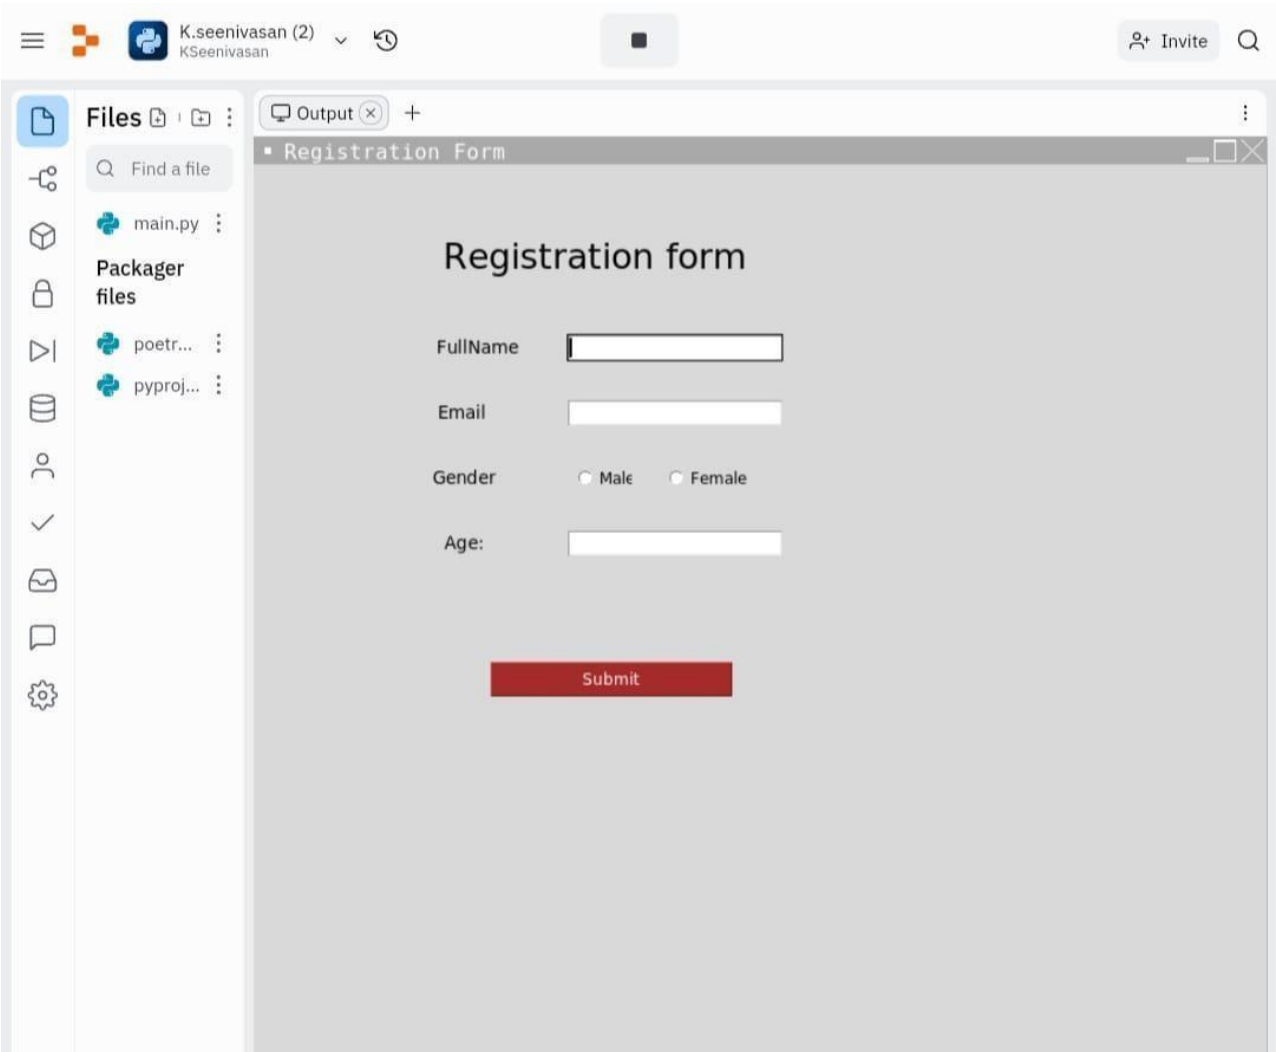 K.seenivasan (2)
KSeenivasan
Invite
Files
Output
Find a file
Registration Form
main.py
Packager
files
poetr...
pyproj...
Registration form
FullName
Email
Gender
Male
Female
Age:
Submit